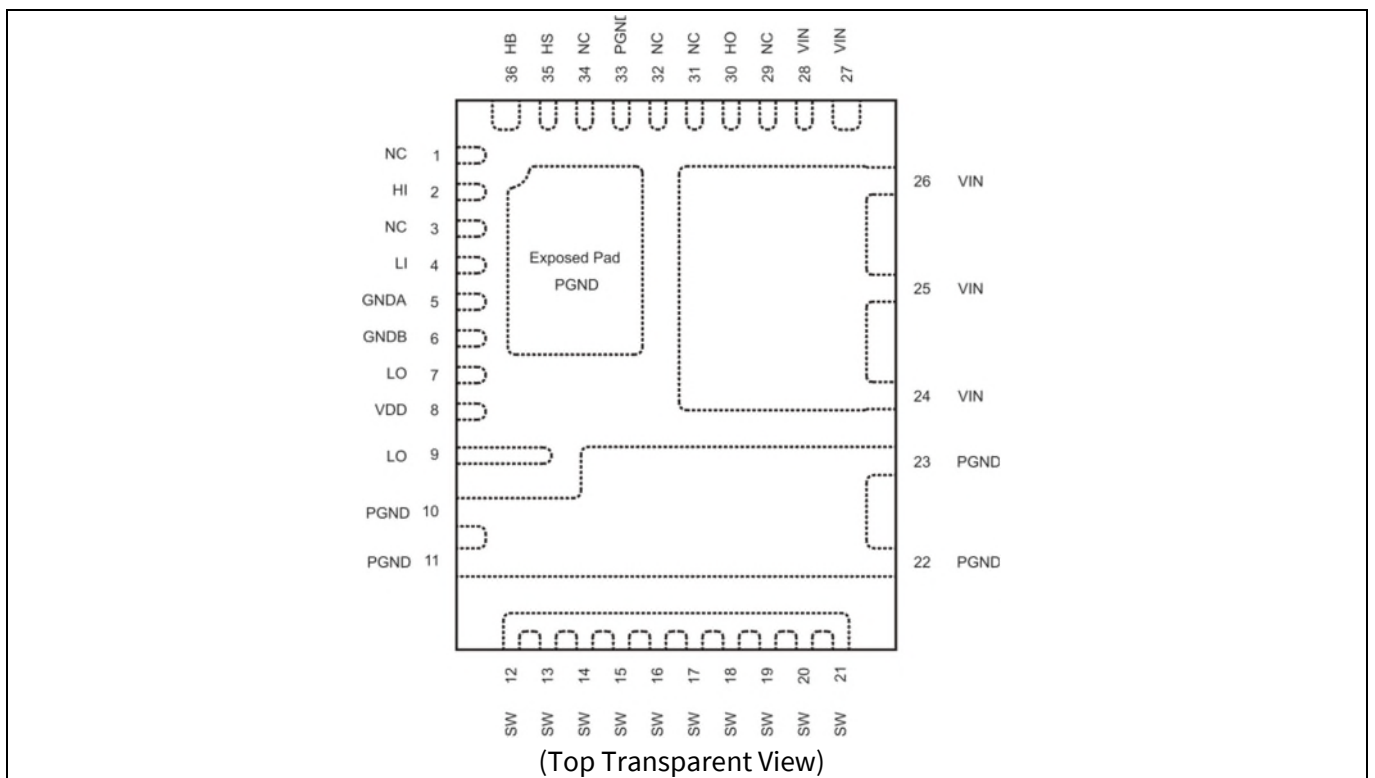 36 HB
35 HS
34 NC
33 PGND
32 NC
31 NC
30 HO
29 NC
28 VIN
27 VIN
NC 1
HI 2
NC 3
LI 4
GNDA 5
GNDB 6
LO 7
VDD 8
LO 9
PGND 10
PGND 11
Exposed Pad
PGND
26 VIN
25 VIN
24 VIN
23 PGND
22 PGND
12 SW
13 SW
14 SW
15 SW
16 SW
17 SW
18 SW
19 SW
20 SW
21 SW
(Top Transparent View)